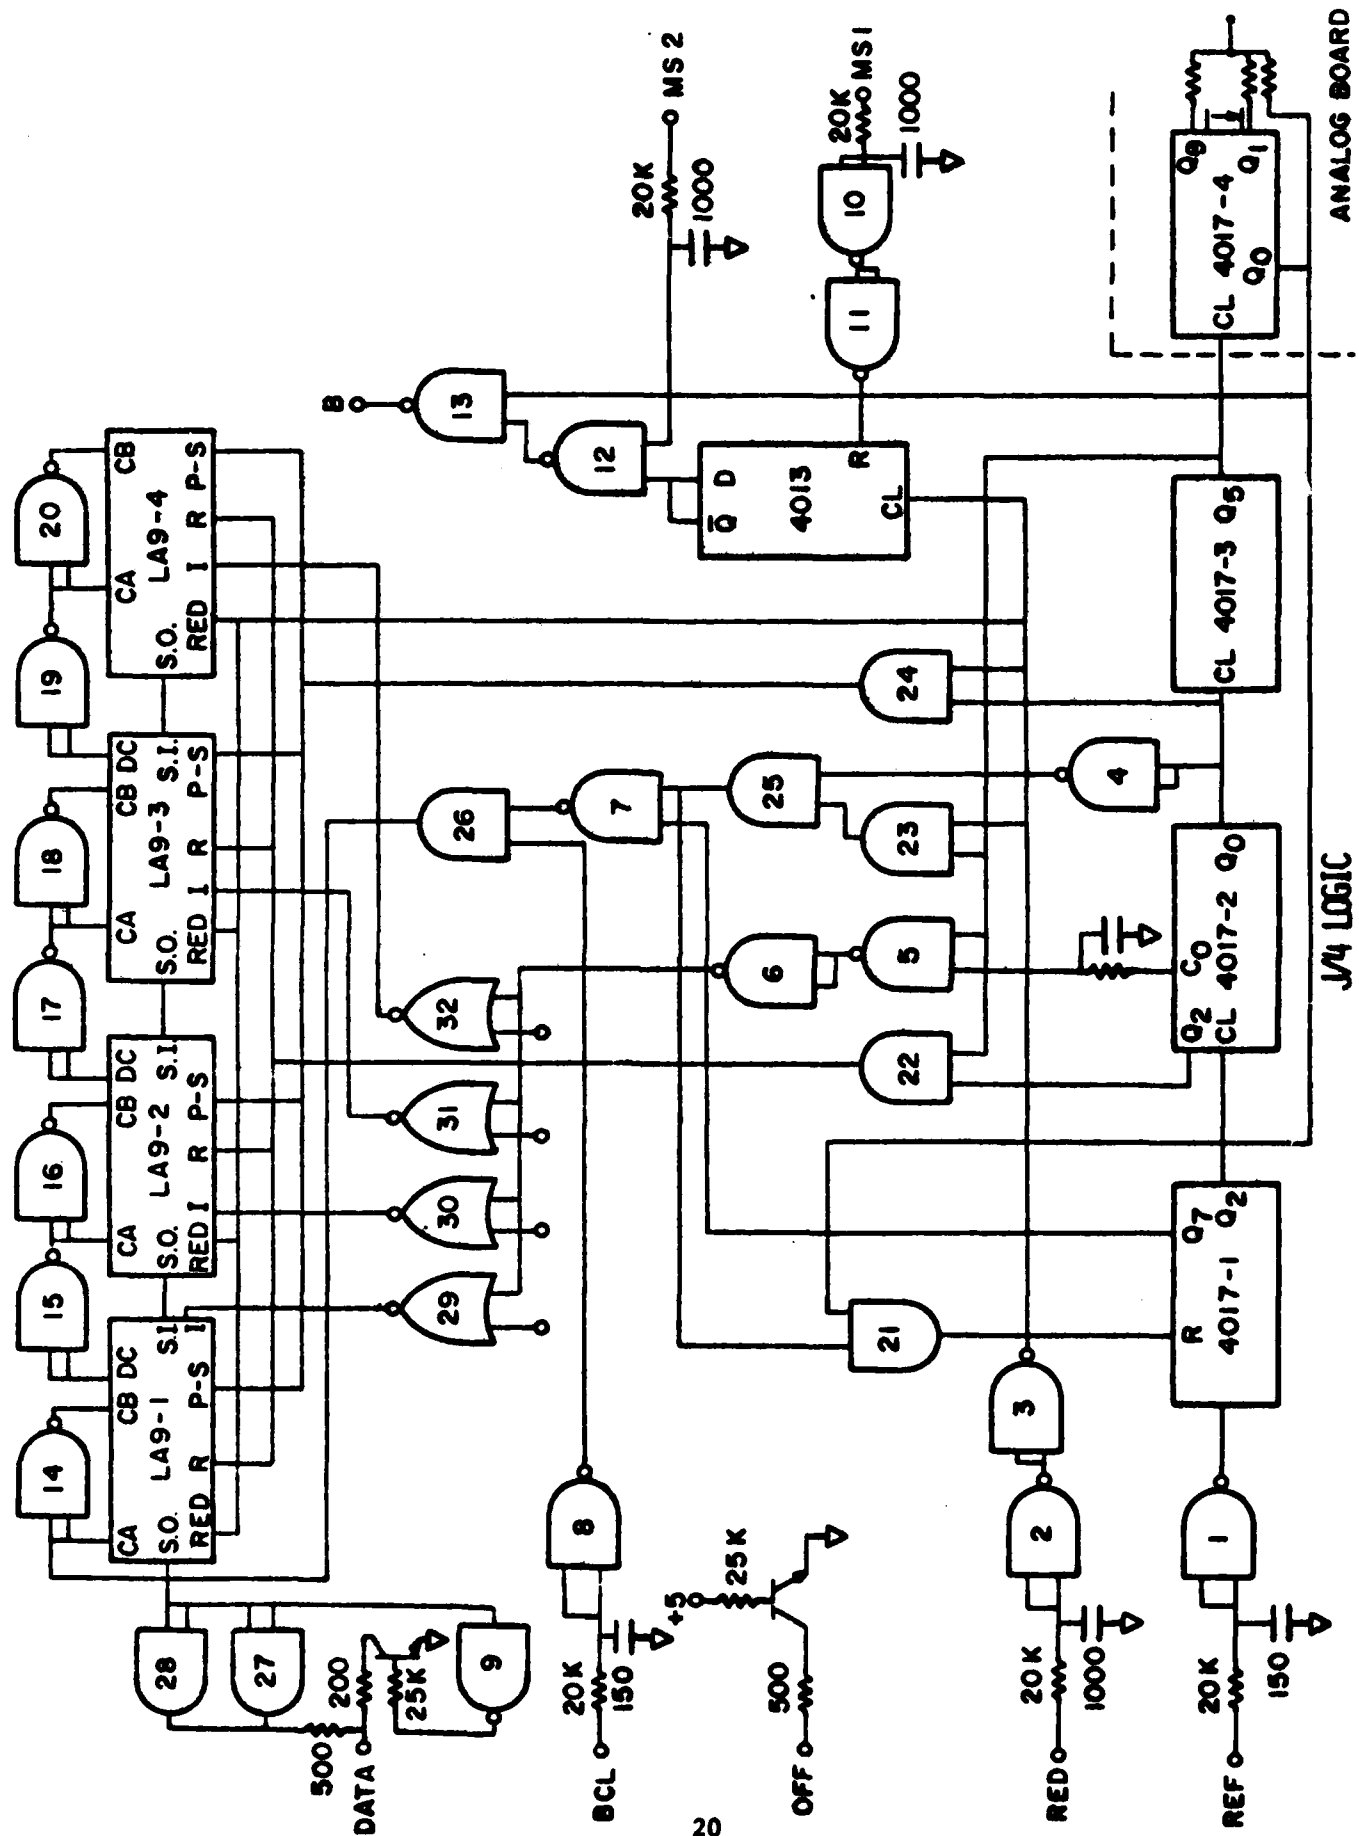 20
CB
CA
LA9-4
S.O.
RED I R P-S
19
18
DC
CB
CA
S.I.
LA9-3
S.O.
RED I R P-S
17
16
DC
CB
CA
S.I.
LA9-2
S.O.
RED I R P-S
15
14
DC
CB
CA
S.I
I
LA9-1
S.O.
RED R P-S
28
27
9
500
200
25K
DATA
B
13
12
MS2
20K
1000
D
Q
4013
R
CL
10
11
20K
MS1
1000
26
7
25
24
23
4
32
31
30
29
6
5
22
21
8
BCL
20K
150
+5
25K
OFF
500
3
2
RED
20K
1000
1
REF
20K
150
R
4017-1
Q7
Q2
Q2
CL
C0
4017-2
Q0
CL 4017-3 Q5
CL 4017-4
Q9
Q1
Q0
ANALOG BOARD
J/4 LOGIC
20